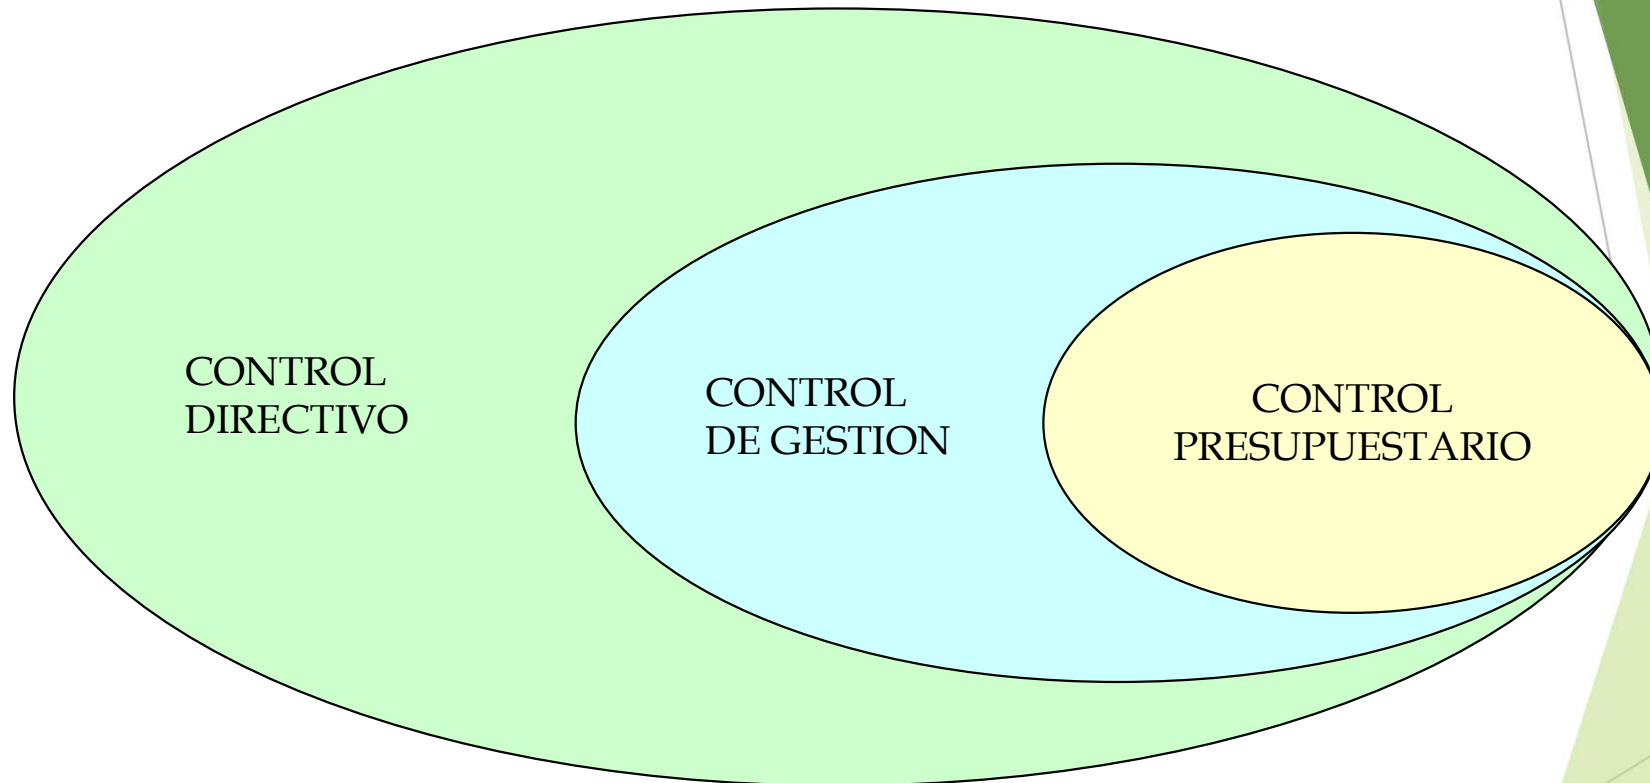 CONTROL
DIRECTIVO
CONTROL
DE GESTION
CONTROL
PRESUPUESTARIO